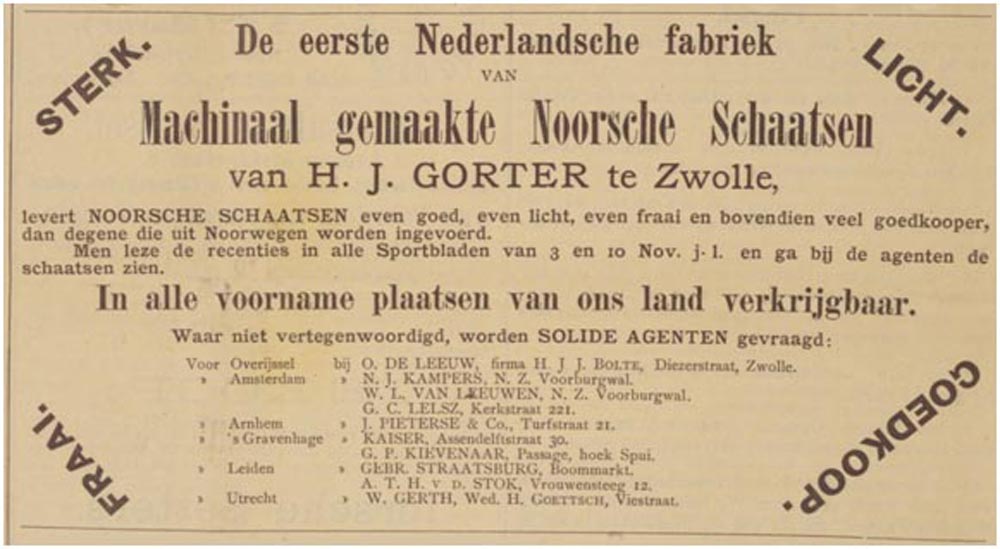 STERK.
LICHT.
De eerste Nederlandsche fabriek
VAN
Machinaal gemaakte Noorsche Schaatsen
van H. J. GORTER te Zwolle,
levert NOORSCHE SCHAATSEN even goed, even licht, even fraai en bovendien veel goedkooper,
dan degene die uit Noorwegen worden ingevoerd.
Men leze de recenties in alle Sportbladen van 3 en 10 Nov. j-l. en ga bij de agenten de
schaatsen zien.
In alle voorname plaatsen van ons land verkrijgbaar.
Waar niet vertegenwoordigd, worden SOLIDE AGENTEN gevraagd:
Voor Overijssel bij O. DE LEEUW, firma H. J. J. BOLTE, Diezerstraat, Zwolle.
» Amsterdam » N. J. KAMPERS, N. Z. Voorburgwal.
W. L. VAN LEEUWEN, N. Z. Voorburgwal.
G. C. LELSZ, Kerkstraat 221.
» Arnhem » J. PIETERSE & Co., Turfstraat 21.
» 's Gravenhage » KAISER, Assendelftstraat 30.
G. P. KIEVENAAR, Passage, hoek Spui.
» Leiden » GEBR. STRAATSBURG, Boommarkt.
A. T. H. v D. STOK, Vrouwensteeg 12.
» Utrecht » W. GERTH, Wed. H. GOETTSCH, Viestraat.
FRAAI.
GOEDKOOP.